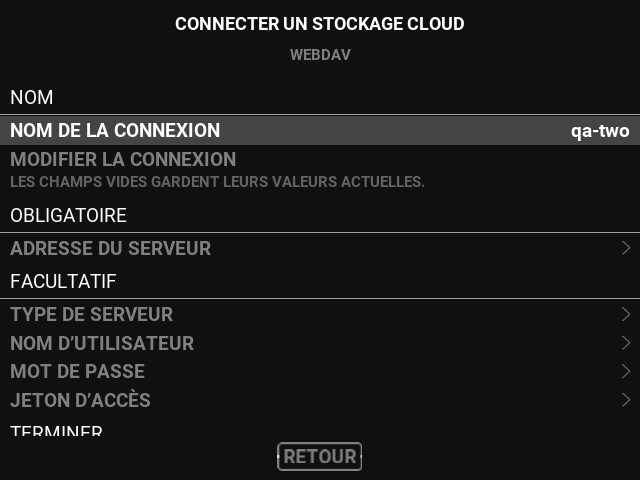 CONNECTER UN STOCKAGE CLOUD
WEBDAV
NOM
NOM DE LA CONNEXION qa-two
MODIFIER LA CONNEXION
LES CHAMPS VIDES GARDENT LEURS VALEURS ACTUELLES.
OBLIGATOIRE
ADRESSE DU SERVEUR
FACULTATIF
TYPE DE SERVEUR
NOM D’UTILISATEUR
MOT DE PASSE
JETON D’ACCÈS
TERMINER
RETOUR